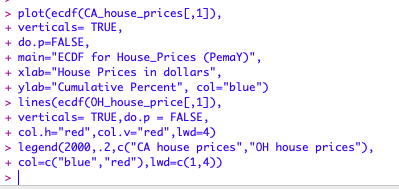 > plot(ecdf(CA_house_prices[,1]),
+ verticals= TRUE,
+ do.p=FALSE,
+ main="ECDF for House_Prices (PemaY)",
+ xlab="House Prices in dollars",
+ ylab="Cumulative Percent", col="blue")
> lines(ecdf(OH_house_price[,1]),
+ verticals= TRUE,do.p = FALSE,
+ col.h="red",col.v="red",lwd=4)
> legend(2000,.2,c("CA house prices","OH house prices"),
+ col=c("blue","red"),lwd=c(1,4))
>